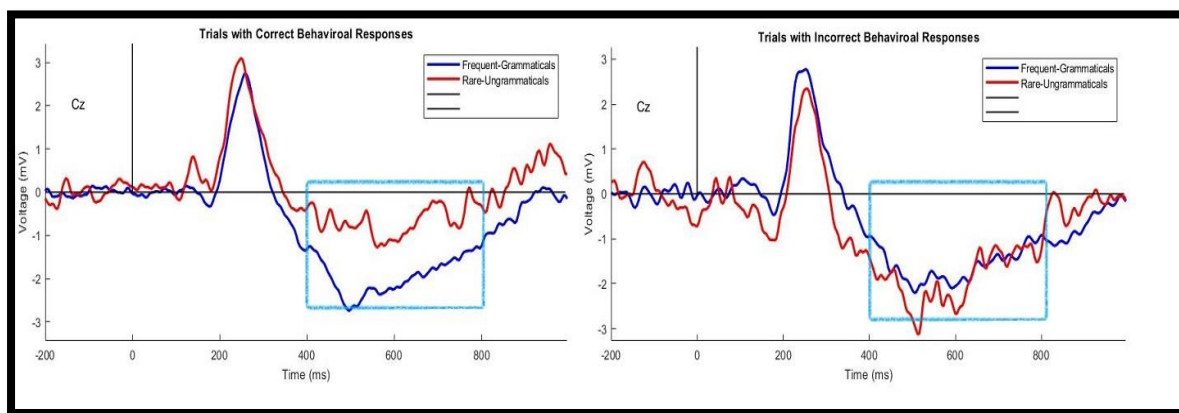 Trials with Correct Behaviroal Responses
Frequent-Grammaticals
Rare-Ungrammaticals
Cz
Voltage (mV)
3
2
1
0
-1
-2
-3
-200
0
200
400
600
800
Time (ms)
Trials with Incorrect Behaviroal Responses
Frequent-Grammaticals
Rare-Ungrammaticals
Cz
Voltage (mV)
3
2
1
0
-1
-2
-3
-200
0
200
400
600
800
Time (ms)